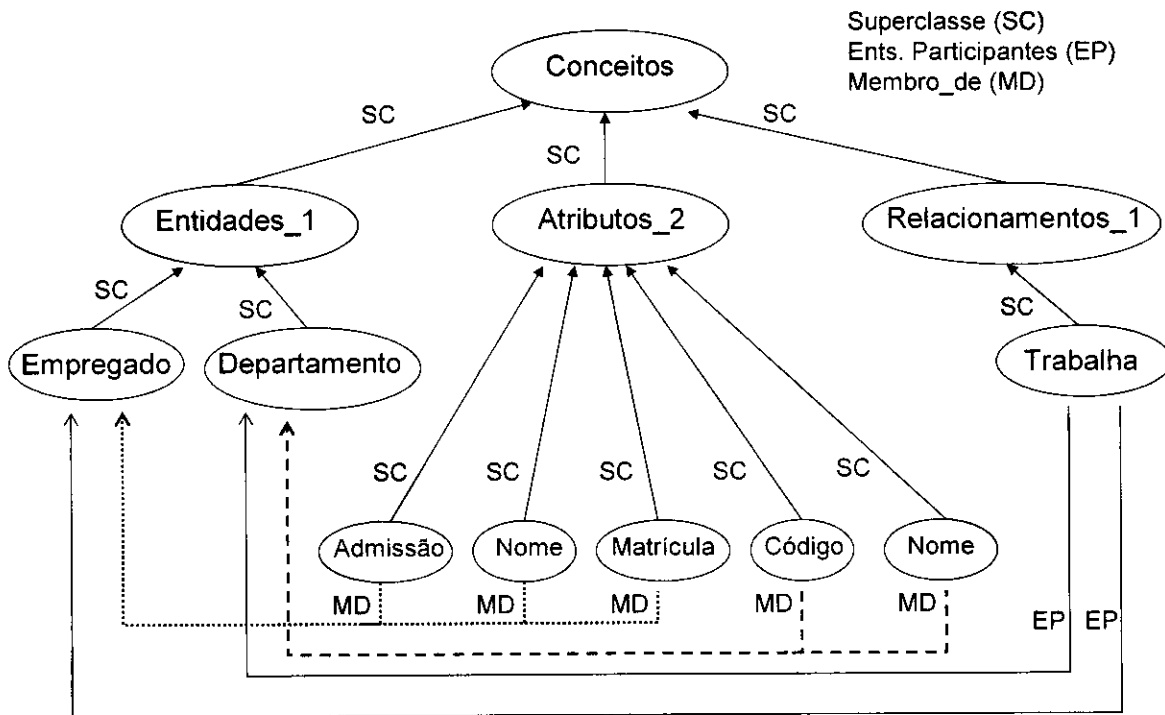 Superclasse (SC)
Ents. Participantes (EP)
Membro_de (MD)
Conceitos
SC
SC
SC
Entidades_1
Atributos_2
Relacionamentos_1
SC
SC
SC
Empregado
Departamento
Trabalha
SC
SC
SC
SC
SC
Admissão
Nome
Matrícula
Código
Nome
MD
MD
MD
MD
MD
EP
EP